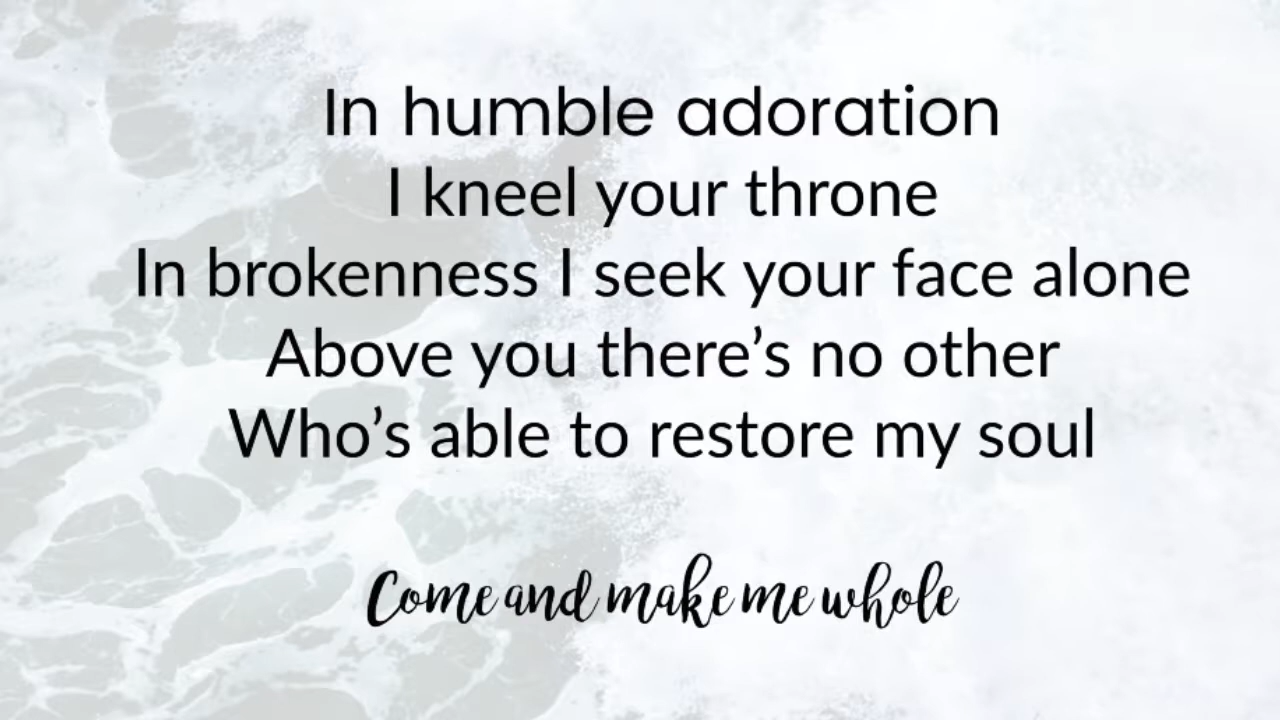 In humble adoration
I kneel your throne
In brokenness I seek your face alone
Above you there’s no other
Who’s able to restore my soul
Come and make me whole